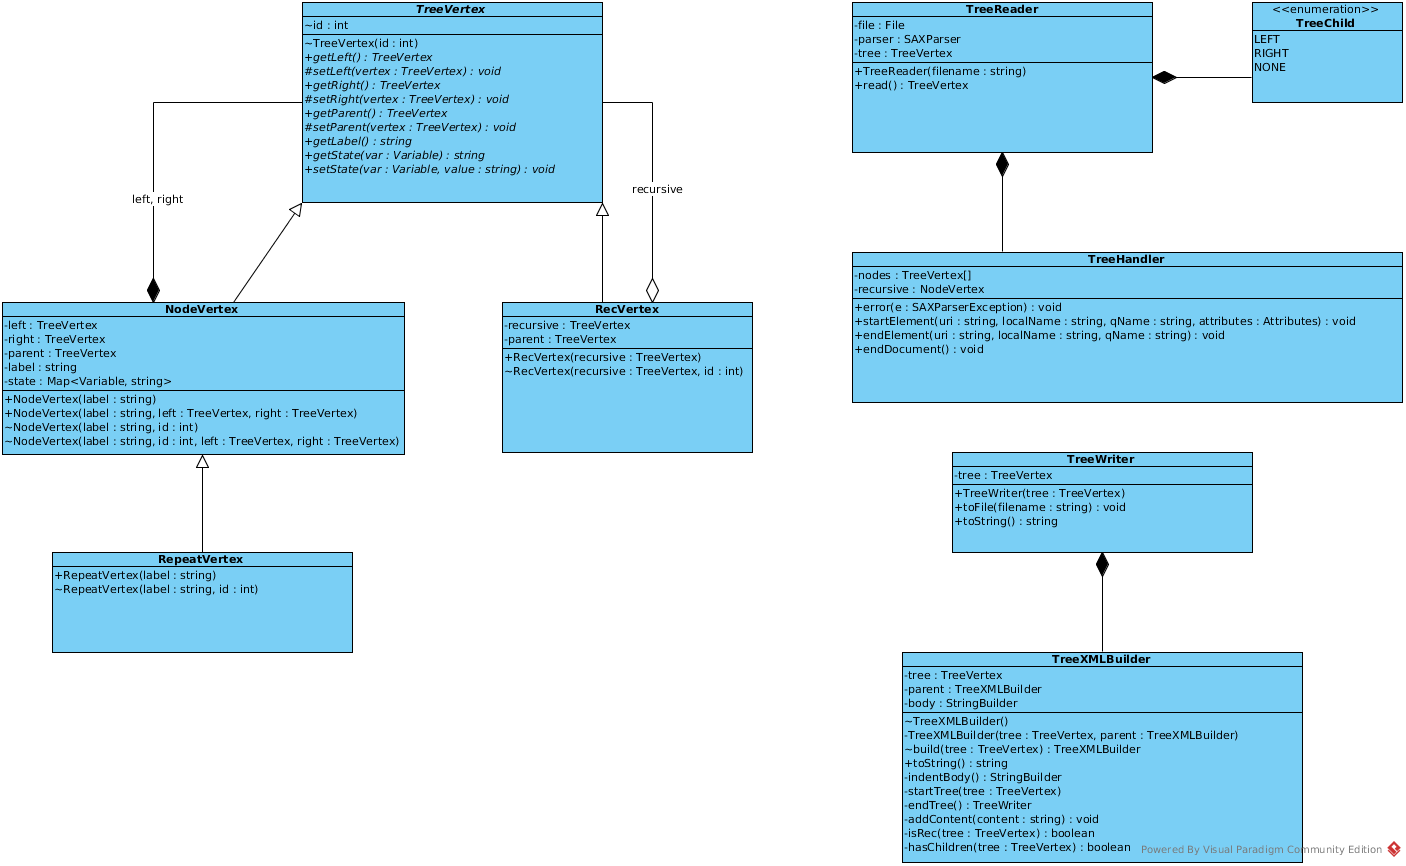 TreeVertex
~id : int
~TreeVertex(id : int)
+getLeft() : TreeVertex
#setLeft(vertex : TreeVertex) : void
+getRight() : TreeVertex
#setRight(vertex : TreeVertex) : void
+getParent() : TreeVertex
#setParent(vertex : TreeVertex) : void
+getLabel() : string
+getState(var : Variable) : string
+setState(var : Variable, value : string) : void
left, right
recursive
NodeVertex
-left : TreeVertex
-right : TreeVertex
-parent : TreeVertex
-label : string
-state : Map<Variable, string>
+NodeVertex(label : string)
+NodeVertex(label : string, left : TreeVertex, right : TreeVertex)
~NodeVertex(label : string, id : int)
~NodeVertex(label : string, id : int, left : TreeVertex, right : TreeVertex)
RecVertex
-recursive : TreeVertex
-parent : TreeVertex
+RecVertex(recursive : TreeVertex)
~RecVertex(recursive : TreeVertex, id : int)
RepeatVertex
+RepeatVertex(label : string)
~RepeatVertex(label : string, id : int)
TreeReader
-file : File
-parser : SAXParser
-tree : TreeVertex
+TreeReader(filename : string)
+read() : TreeVertex
<<enumeration>>
TreeChild
LEFT
RIGHT
NONE
TreeHandler
-nodes : TreeVertex[]
-recursive : NodeVertex
+error(e : SAXParserException) : void
+startElement(uri : string, localName : string, qName : string, attributes : Attributes) : void
+endElement(uri : string, localName : string, qName : string) : void
+endDocument() : void
TreeWriter
-tree : TreeVertex
+TreeWriter(tree : TreeVertex)
+toFile(filename : string) : void
+toString() : string
TreeXMLBuilder
-tree : TreeVertex
-parent : TreeXMLBuilder
-body : StringBuilder
~TreeXMLBuilder()
-TreeXMLBuilder(tree : TreeVertex, parent : TreeXMLBuilder)
~build(tree : TreeVertex) : TreeXMLBuilder
+toString() : string
-indentBody() : StringBuilder
-startTree(tree : TreeVertex)
-endTree() : TreeWriter
-addContent(content : string) : void
-isRec(tree : TreeVertex) : boolean
-hasChildren(tree : TreeVertex) : boolean
Powered By Visual Paradigm Community Edition